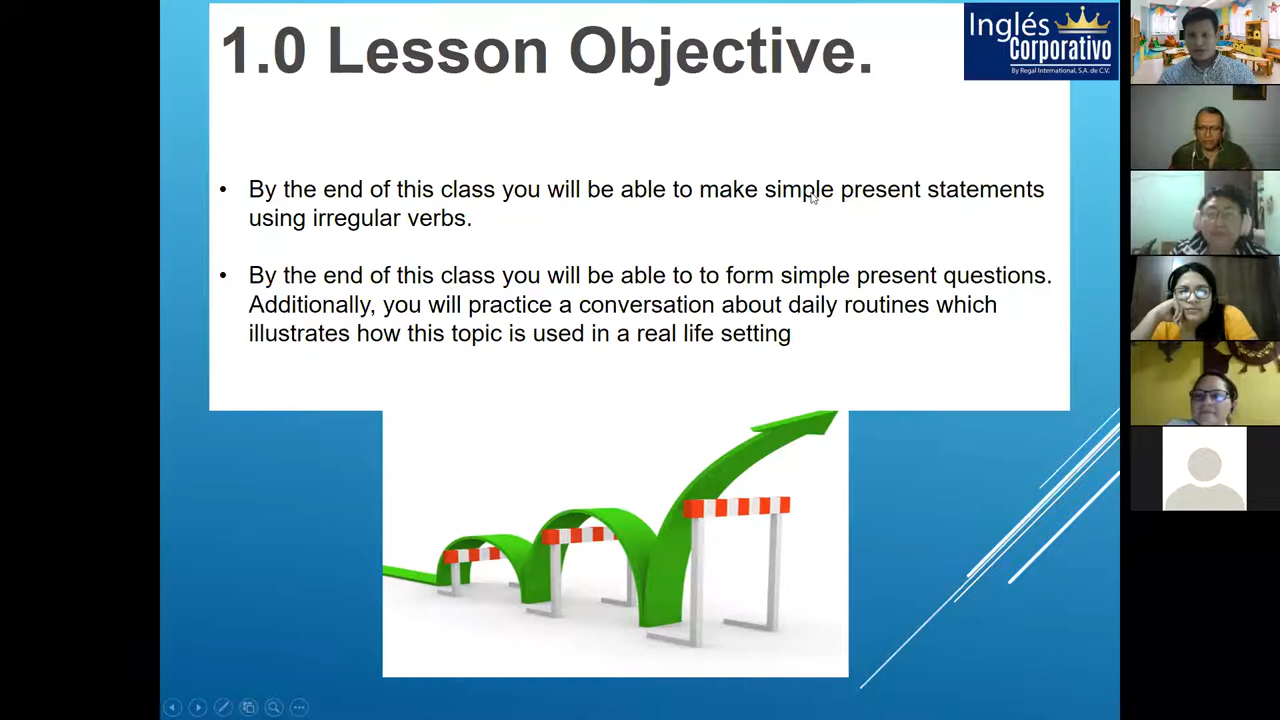 1.0 Lesson Objective.
Inglés
Corporativo
By Regal International, S.A. de C.V.
• By the end of this class you will be able to make simple present statements
using irregular verbs.
• By the end of this class you will be able to to form simple present questions.
Additionally, you will practice a conversation about daily routines which
illustrates how this topic is used in a real life setting